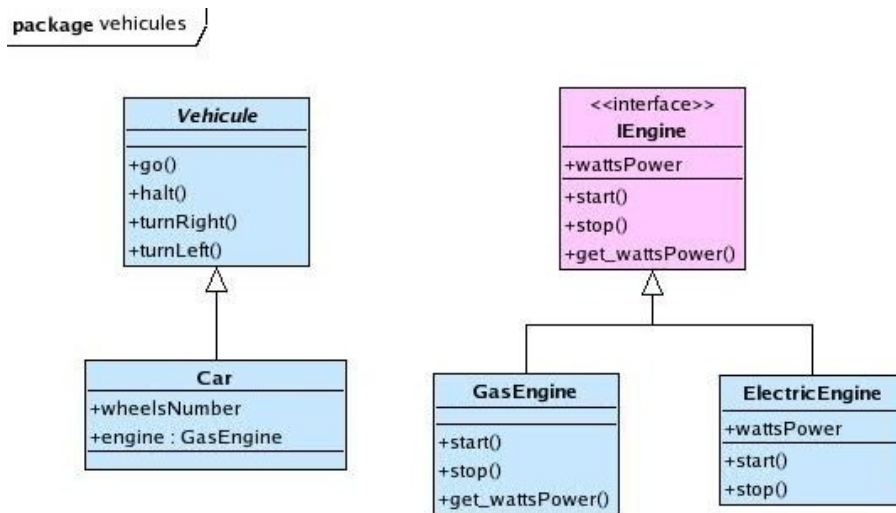 package vehicules
Vehicule
+go()
+halt()
+turnRight()
+turnLeft()
<<interface>>
IEngine
+wattsPower
+start()
+stop()
+get_wattsPower()
Car
+wheelsNumber
+engine : GasEngine
GasEngine
+start()
+stop()
+get_wattsPower()
ElectricEngine
+wattsPower
+start()
+stop()